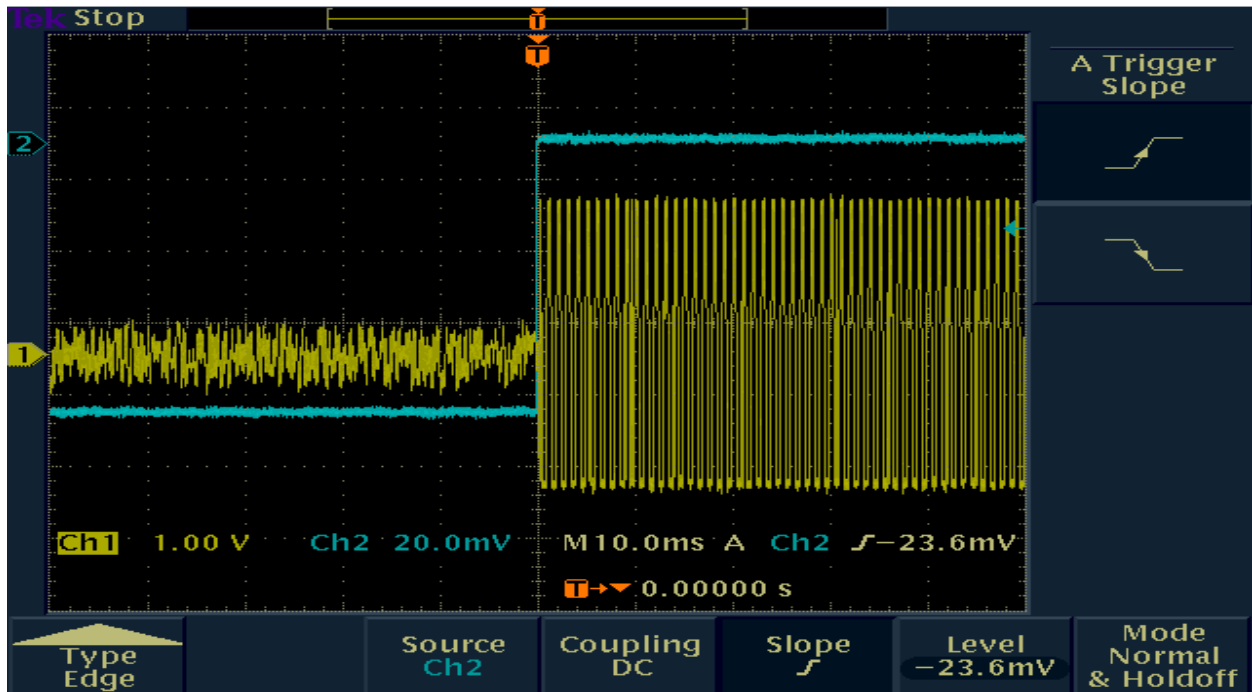 Tek Stop
T
T
A Trigger
Slope
2
1
Ch1 1.00 V Ch2 20.0mV M10.0ms A Ch2 -23.6mV
T 0.00000 s
Type
Edge
Source
Ch2
Coupling
DC
Slope
Level
-23.6mV
Mode
Normal
& Holdoff